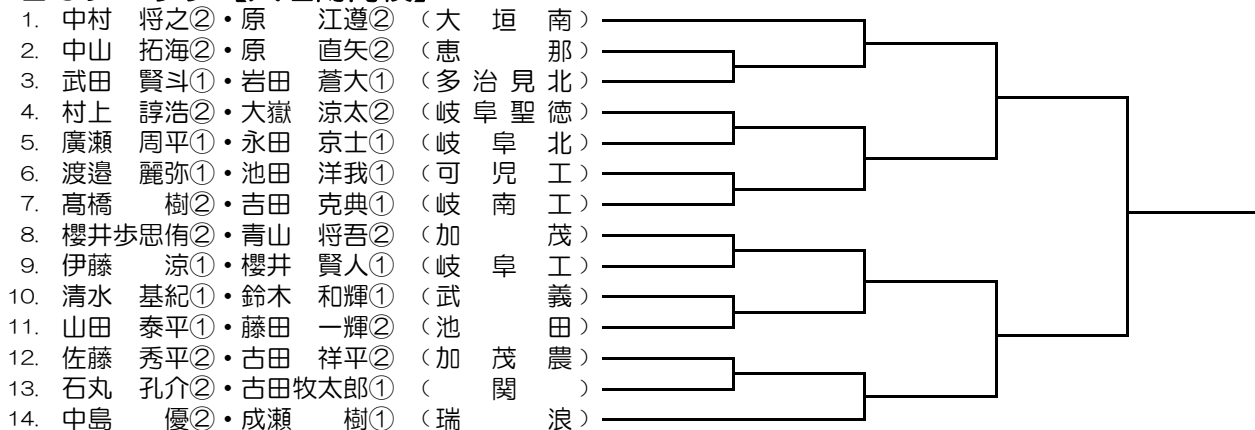 1. 中村 将之②・原 江遵② （大垣南）
2. 中山 拓海②・原 直矢② （恵那）
3. 武田 賢斗①・岩田 蒼大① （多治見北）
4. 村上 諄浩②・大嶽 涼太② （岐阜聖徳）
5. 廣瀬 周平①・永田 京士① （岐阜北）
6. 渡邉 麗弥①・池田 洋我① （可児工）
7. 髙橋 樹②・吉田 克典① （岐南工）
8. 櫻井歩思侑②・青山 将吾② （加茂）
9. 伊藤 涼①・櫻井 賢人① （岐阜工）
10. 清水 基紀①・鈴木 和輝① （武義）
11. 山田 泰平①・藤田 一輝② （池田）
12. 佐藤 秀平②・古田 祥平② （加茂農）
13. 石丸 孔介②・古田牧太郎① （関）
14. 中島 優②・成瀬 樹① （瑞浪）